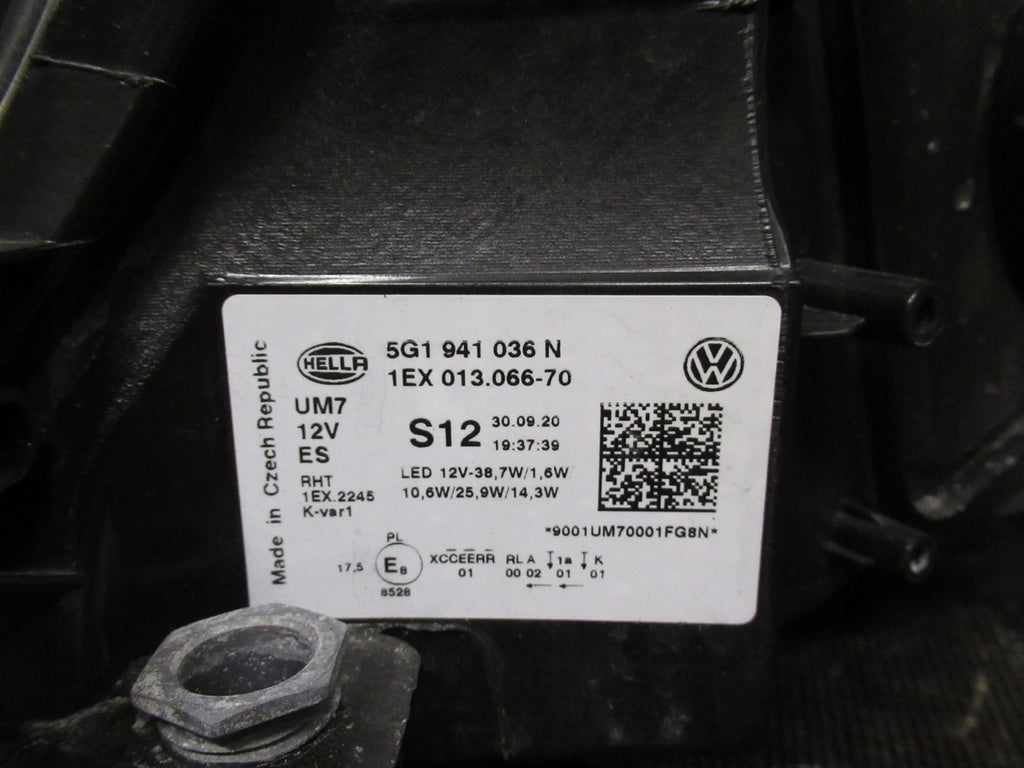 Made in Czech Republic
HELLA
5G1 941 036 N
1EX 013.066-70
UM7
12V
ES
S12
30.09.20
19:37:39
RHT
1EX.2245
K-var1
LED 12V-38,7W/1,6W
10,6W/25,9W/14,3W
*9001UM70001FG8N*
PL
17,5
E8
8528
XCCEERR RL A 1a K
01 00 02 01 01
VW